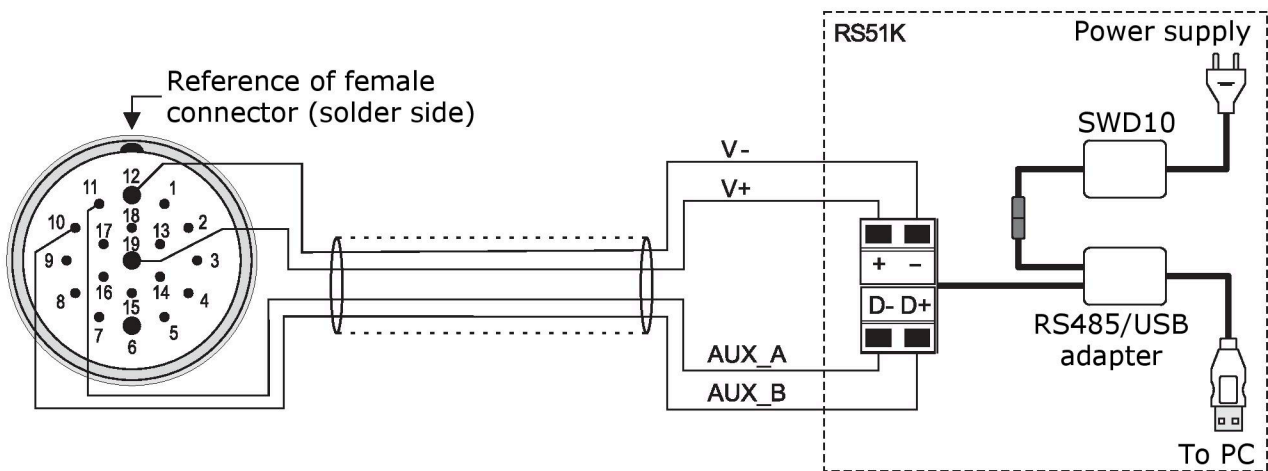 RS51K
Power supply
Reference of female
connector (solder side)
SWD10
V-
V+
12
11
1
10
18
2
17
13
19
9
3
16
14
8
15
4
7
5
6
+ -
D- D+
RS485/USB
adapter
AUX_A
AUX_B
To PC